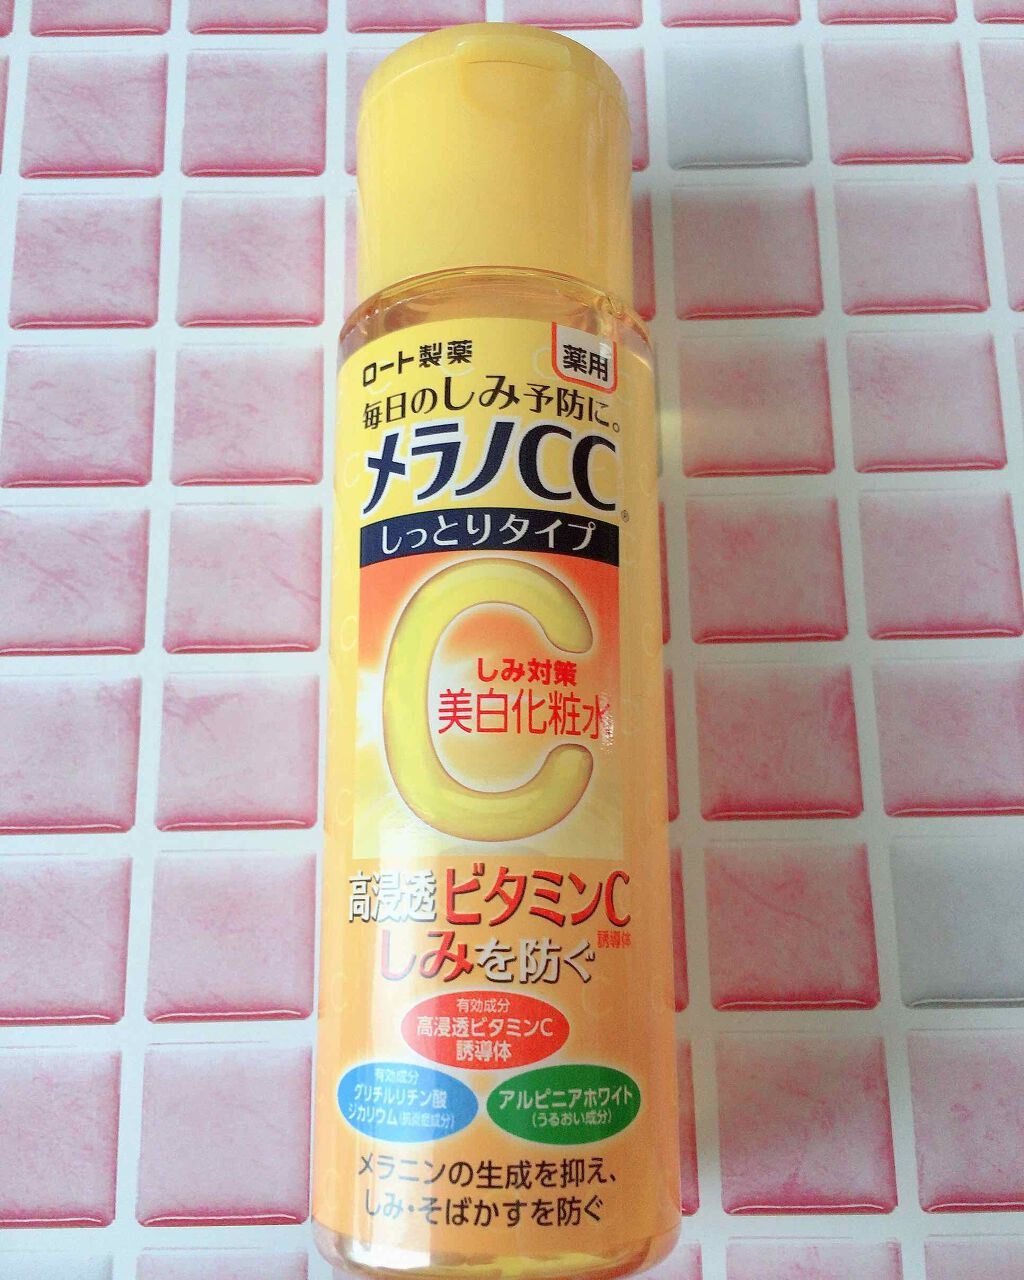 ロート製薬
薬用
毎日のしみ予防に。
メラノCC®
しっとりタイプ
しみ対策
美白化粧水
高浸透ビタミンC
誘導体
しみを防ぐ
有効成分
高浸透ビタミンC
誘導体
有効成分
グリチルリチン酸
ジカリウム(抗炎症成分)
アルピニアホワイト
(うるおい成分)
メラニンの生成を抑え、
しみ・そばかすを防ぐ